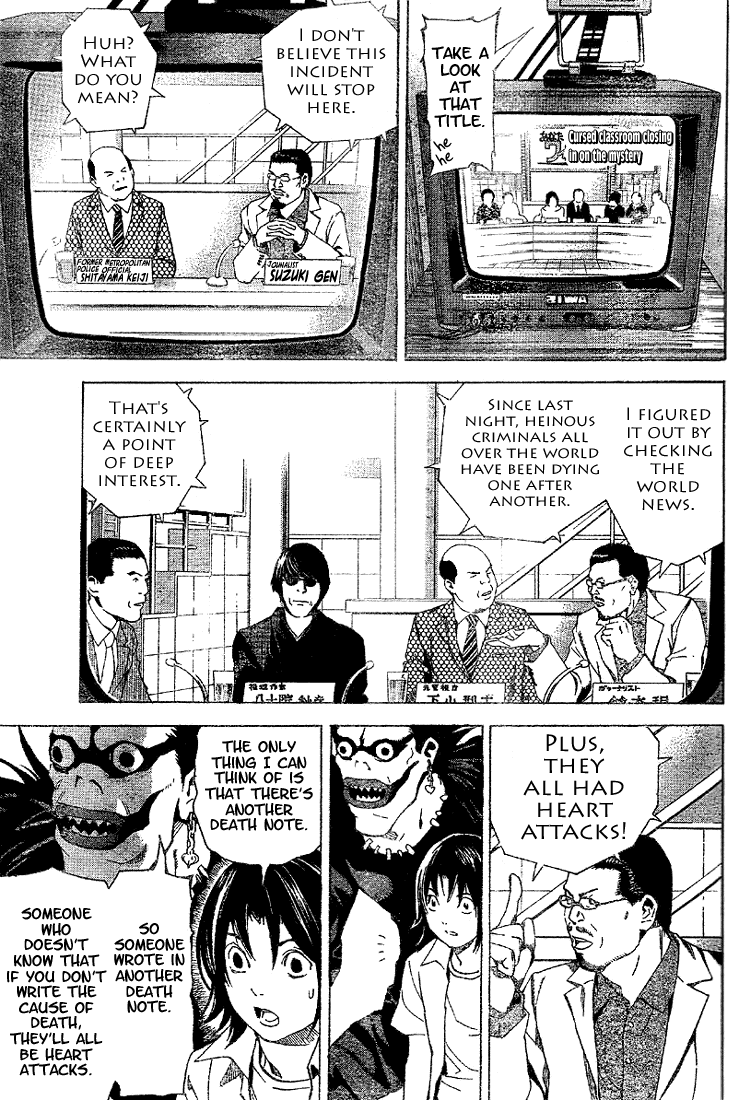 TAKE A
LOOK
AT
THAT
TITLE.
he
he
Cursed classroom closing
in on the mystery
ZIWA
I DON'T
BELIEVE THIS
INCIDENT
WILL STOP
HERE.
HUH?
WHAT
DO YOU
MEAN?
JOUNALIST
SUZUKI GEN
FORMER METROPOLITAN
POLICE OFFICIAL
SHITAYAMA KEIJI
I FIGURED
IT OUT BY
CHECKING
THE
WORLD
NEWS.
SINCE LAST
NIGHT, HEINOUS
CRIMINALS ALL
OVER THE WORLD
HAVE BEEN DYING
ONE AFTER
ANOTHER.
THAT'S
CERTAINLY
A POINT
OF DEEP
INTEREST.
PLUS,
THEY
ALL HAD
HEART
ATTACKS!
THE ONLY
THING I CAN
THINK OF IS
THAT THERE'S
ANOTHER
DEATH NOTE.
SO
SOMEONE
WROTE IN
ANOTHER
DEATH
NOTE.
SOMEONE
WHO
DOESN'T
KNOW THAT
IF YOU DON'T
WRITE THE
CAUSE OF
DEATH,
THEY'LL ALL
BE HEART
ATTACKS.